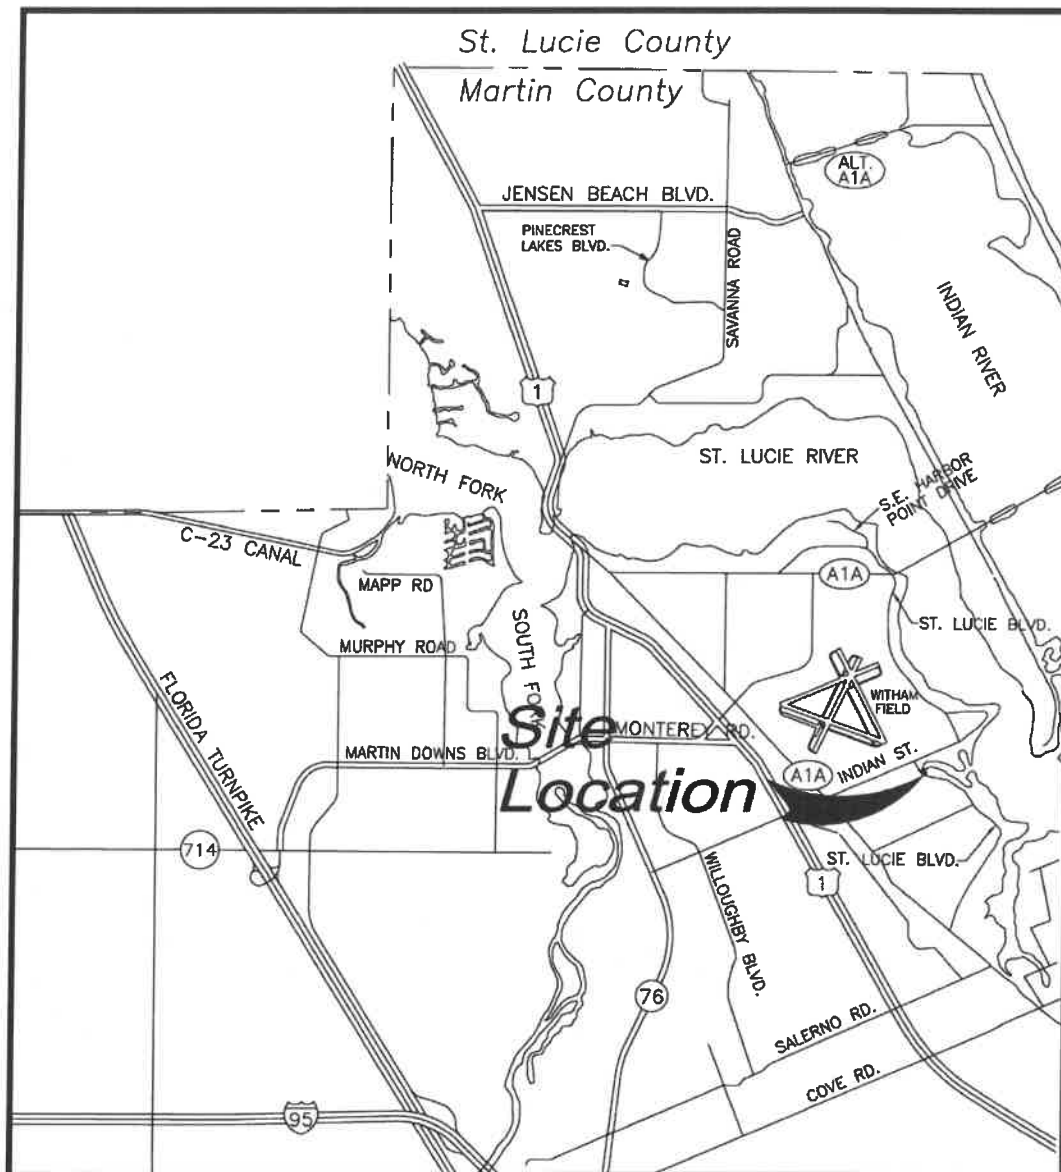 St. Lucie County
Martin County
ALT.
A1A
JENSEN BEACH BLVD.
PINECREST
LAKES BLVD.
SAVANNA ROAD
INDIAN RIVER
1
ST. LUCIE RIVER
NORTH FORK
S.E. HARBOR
POINT DRIVE
C-23 CANAL
A1A
MAPP RD
SOUTH FORK
ST. LUCIE BLVD.
MURPHY ROAD
FLORIDA TURNPIKE
WITHAM
FIELD
Site
Location
MONTEREY RD.
MARTIN DOWNS BLVD.
A1A
INDIAN ST.
714
ST. LUCIE BLVD.
WILLOUGHBY BLVD.
1
76
SALERNO RD.
COVE RD.
95